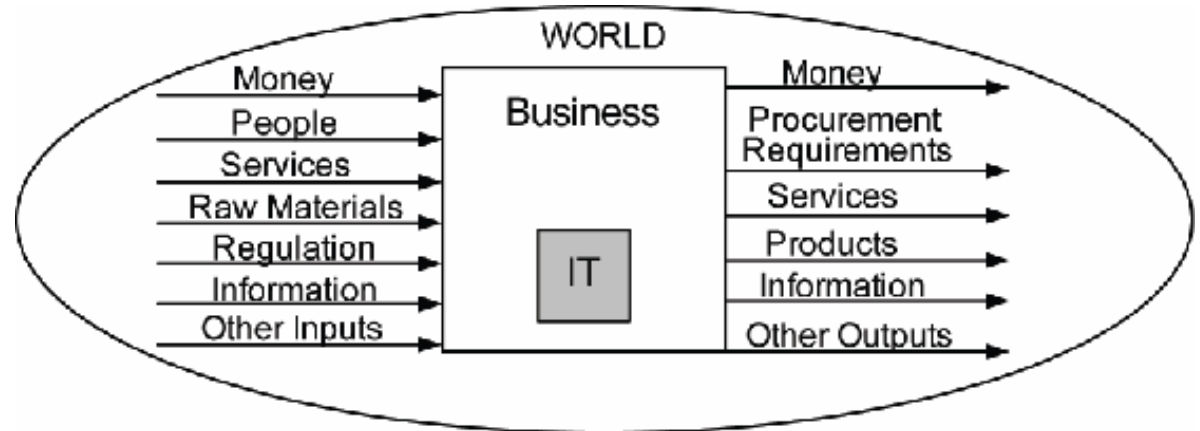 WORLD
Money
People
Services
Raw Materials
Regulation
Information
Other Inputs
Business
IT
Money
Procurement
Requirements
Services
Products
Information
Other Outputs